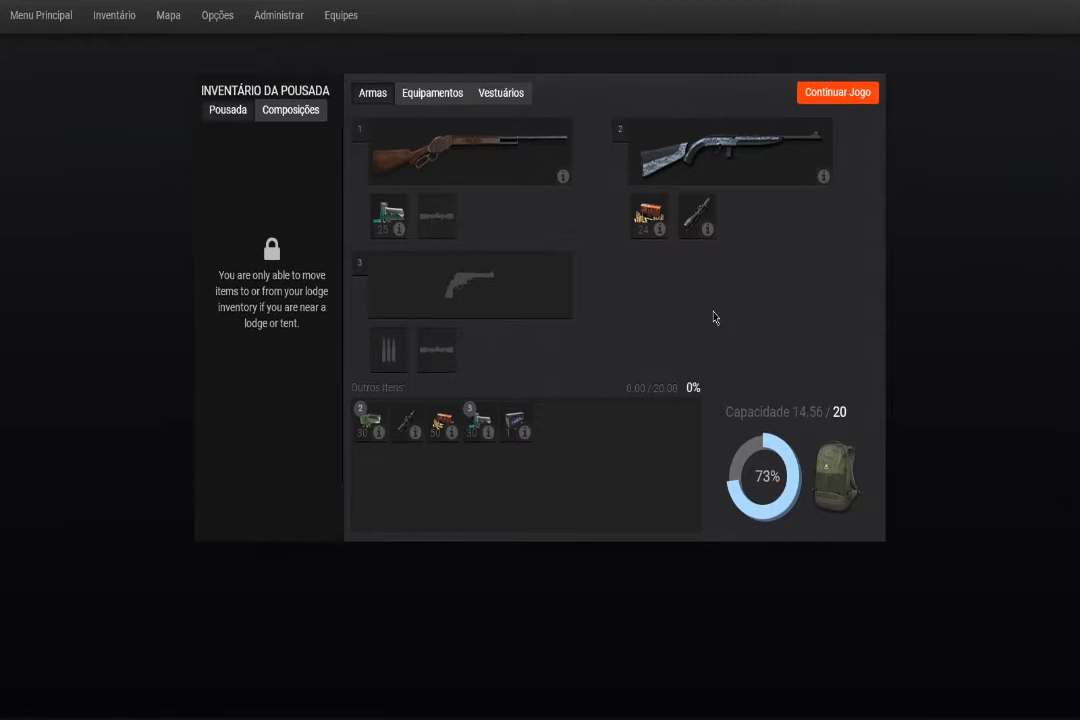 Menu Principal Inventário Mapa Opções Administrar Equipes
INVENTÁRIO DA POUSADA
Pousada Composições
Armas Equipamentos Vestuários
Continuar Jogo
1
2
25
24
You are only able to move
items to or from your lodge
inventory if you are near a
lodge or tent.
3
Outros Itens:
0.00 / 20.00 0%
2
30
50
3
30
1
Capacidade 14.56 / 20
73%